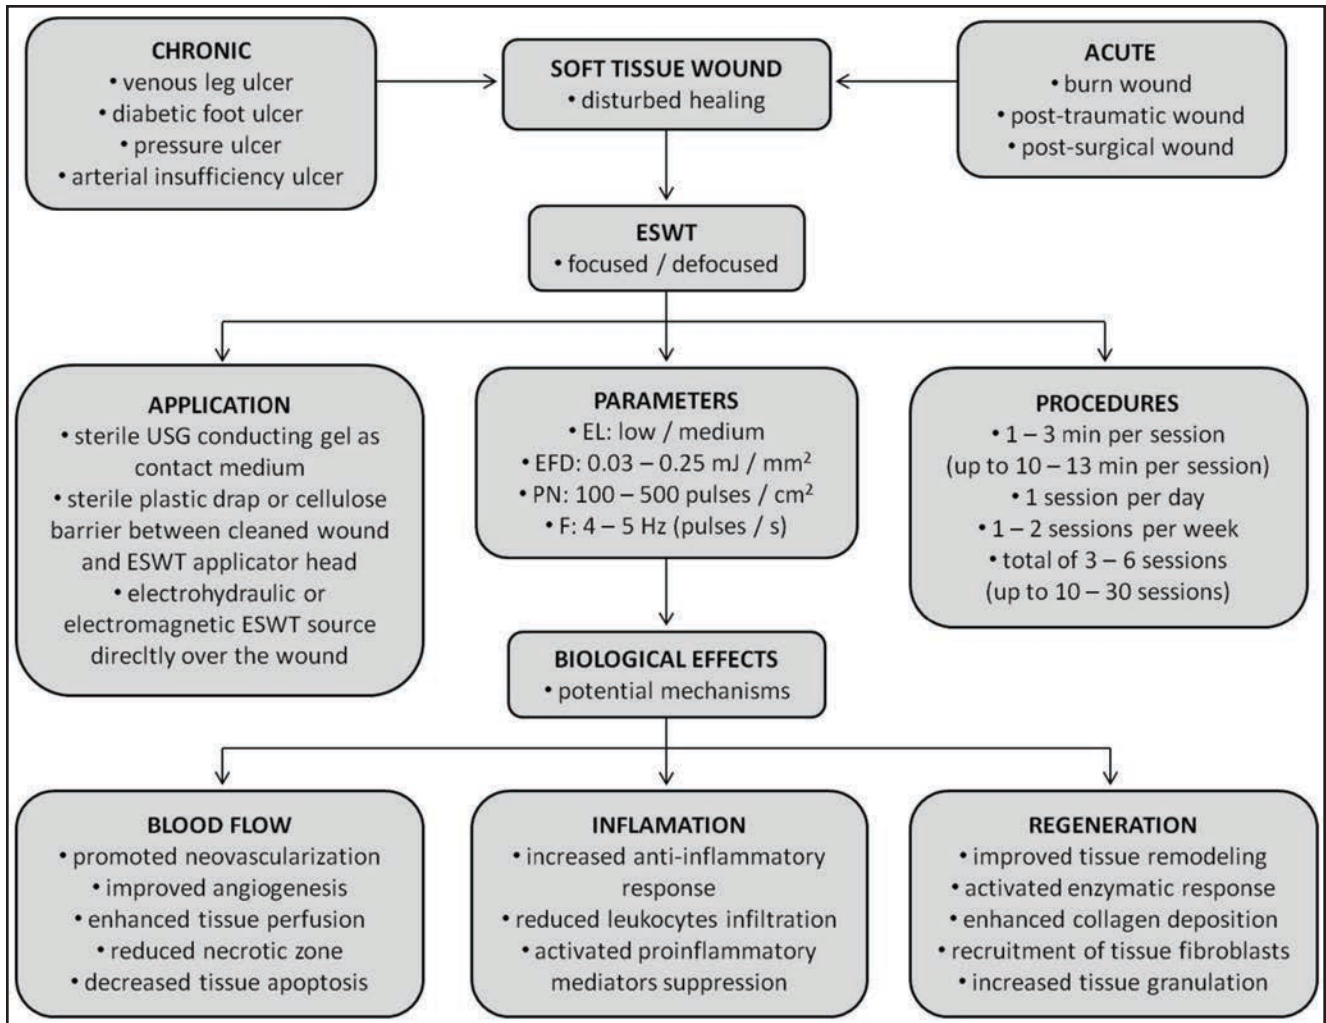 CHRONIC
• venous leg ulcer
• diabetic foot ulcer
• pressure ulcer
• arterial insufficiency ulcer
SOFT TISSUE WOUND
• disturbed healing
ACUTE
• burn wound
• post-traumatic wound
• post-surgical wound
ESWT
• focused / defocused
APPLICATION
• sterile USG conducting gel as
contact medium
• sterile plastic drap or cellulose
barrier between cleaned wound
and ESWT applicator head
• electrohydraulic or
electromagnetic ESWT source
direcltly over the wound
PARAMETERS
• EL: low / medium
• EFD: 0.03 – 0.25 mJ / mm²
• PN: 100 – 500 pulses / cm²
• F: 4 – 5 Hz (pulses / s)
PROCEDURES
• 1 – 3 min per session
(up to 10 – 13 min per session)
• 1 session per day
• 1 – 2 sessions per week
• total of 3 – 6 sessions
(up to 10 – 30 sessions)
BIOLOGICAL EFFECTS
• potential mechanisms
BLOOD FLOW
• promoted neovascularization
• improved angiogenesis
• enhanced tissue perfusion
• reduced necrotic zone
• decreased tissue apoptosis
INFLAMATION
• increased anti-inflammatory
response
• reduced leukocytes infiltration
• activated proinflammatory
mediators suppression
REGENERATION
• improved tissue remodeling
• activated enzymatic response
• enhanced collagen deposition
• recruitment of tissue fibroblasts
• increased tissue granulation